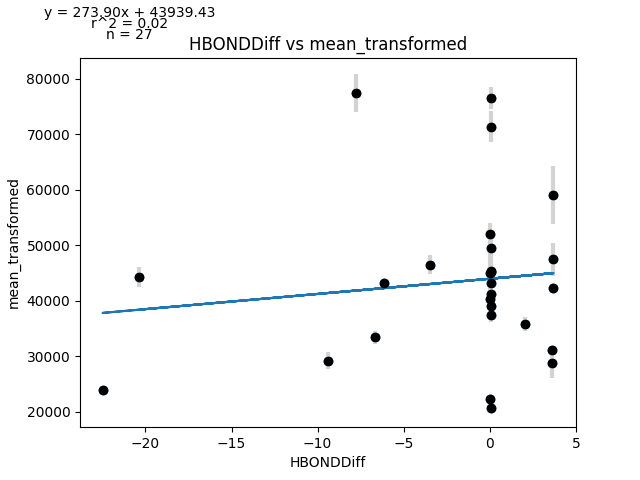 y = 273.90x + 43939.43
r^2 = 0.02
n = 27
HBONDDiff vs mean_transformed
80000
70000
60000
50000
40000
30000
20000
mean_transformed
−20
−15
−10
−5
0
5
HBONDDiff